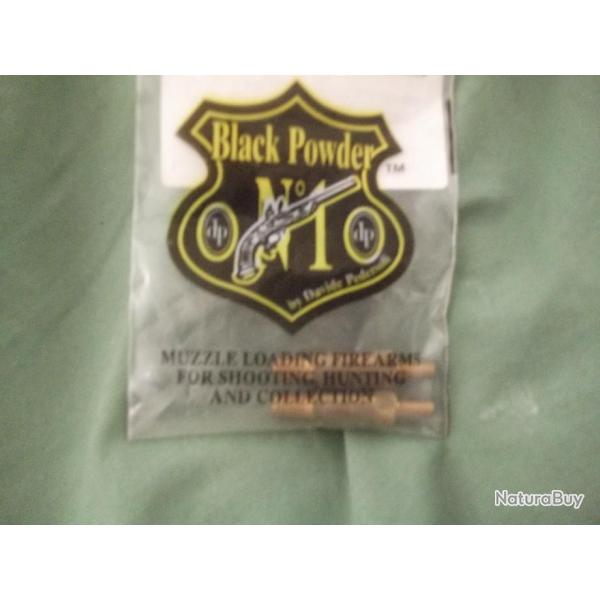 Black Powder
TM
N°1
dp dp
by Davide Pedersoli
MUZZLE LOADING FIREARMS
FOR SHOOTING, HUNTING
AND COLLECTION
NaturaBuy